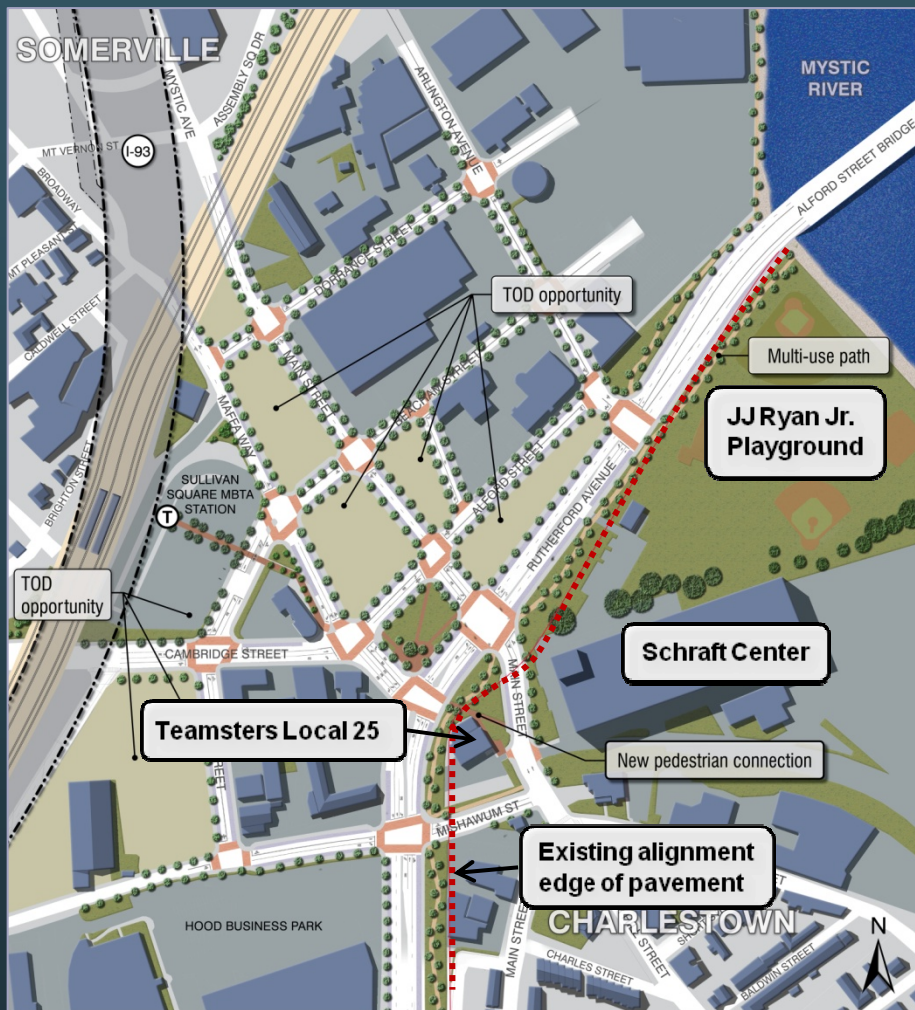 SOMERVILLE
MYSTIC AVE
ASSEMBLY SQ DR
ARLINGTON AVENUE
MYSTIC
RIVER
MT VERNON ST
I-93
BROADWAY
ALFORD STREET BRIDGE
MT PLEASANT ST
DORRANCE STREET
TOD opportunity
CALDWELL STREET
MAIN STREET
BEACHAM STREET
Multi-use path
MAFFA WAY
JJ Ryan Jr.
Playground
BRIGHTON STREET
SULLIVAN
SQUARE MBTA
STATION
T
ALFORD STREET
RUTHERFORD AVENUE
TOD
opportunity
CAMBRIDGE STREET
MAIN STREET
Schraft Center
Teamsters Local 25
New pedestrian connection
MISHAWUM ST
Existing alignment
edge of pavement
HOOD BUSINESS PARK
CHARLESTOWN
N
MAIN STREET
CHARLES STREET
BALDWIN STREET